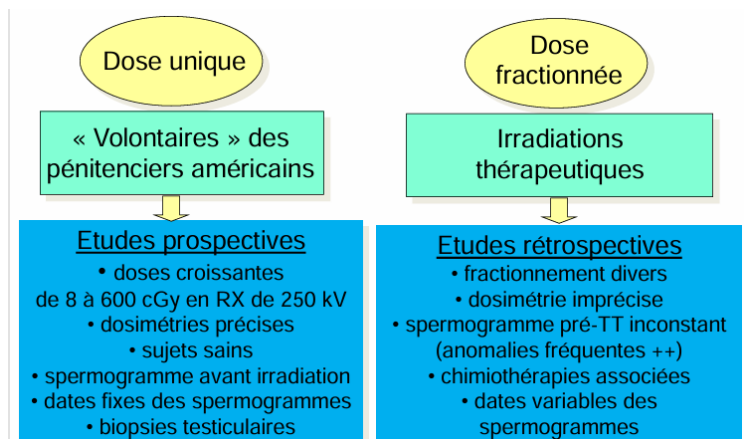 Dose unique
« Volontaires » des
pénitenciers américains
Etudes prospectives
• doses croissantes
de 8 à 600 cGy en RX de 250 kV
• dosimétries précises
• sujets sains
• spermogramme avant irradiation
• dates fixes des spermogrammes
• biopsies testiculaires
Dose
fractionnée
Irradiations
thérapeutiques
Etudes rétrospectives
• fractionnement divers
• dosimétrie imprécise
• spermogramme pré-TT inconstant
(anomalies fréquentes ++)
• chimiothérapies associées
• dates variables des
spermogrammes